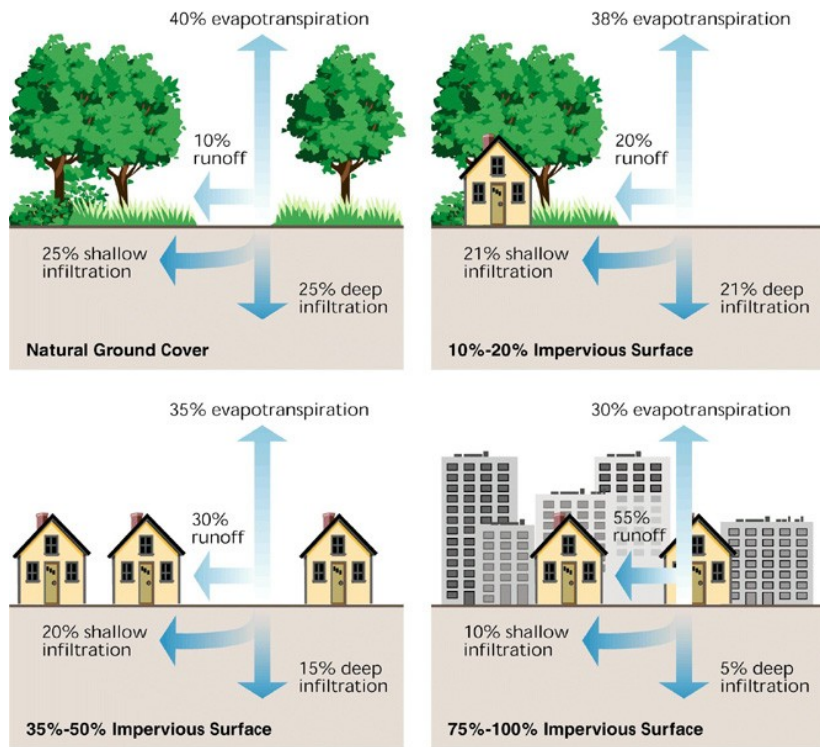 40% evapotranspiration
10%
runoff
25% shallow
infiltration
25% deep
infiltration
Natural Ground Cover
38% evapotranspiration
20%
runoff
21% shallow
infiltration
21% deep
infiltration
10%-20% Impervious Surface
35% evapotranspiration
30%
runoff
20% shallow
infiltration
15% deep
infiltration
35%-50% Impervious Surface
30% evapotranspiration
55%
runoff
10% shallow
infiltration
5% deep
infiltration
75%-100% Impervious Surface